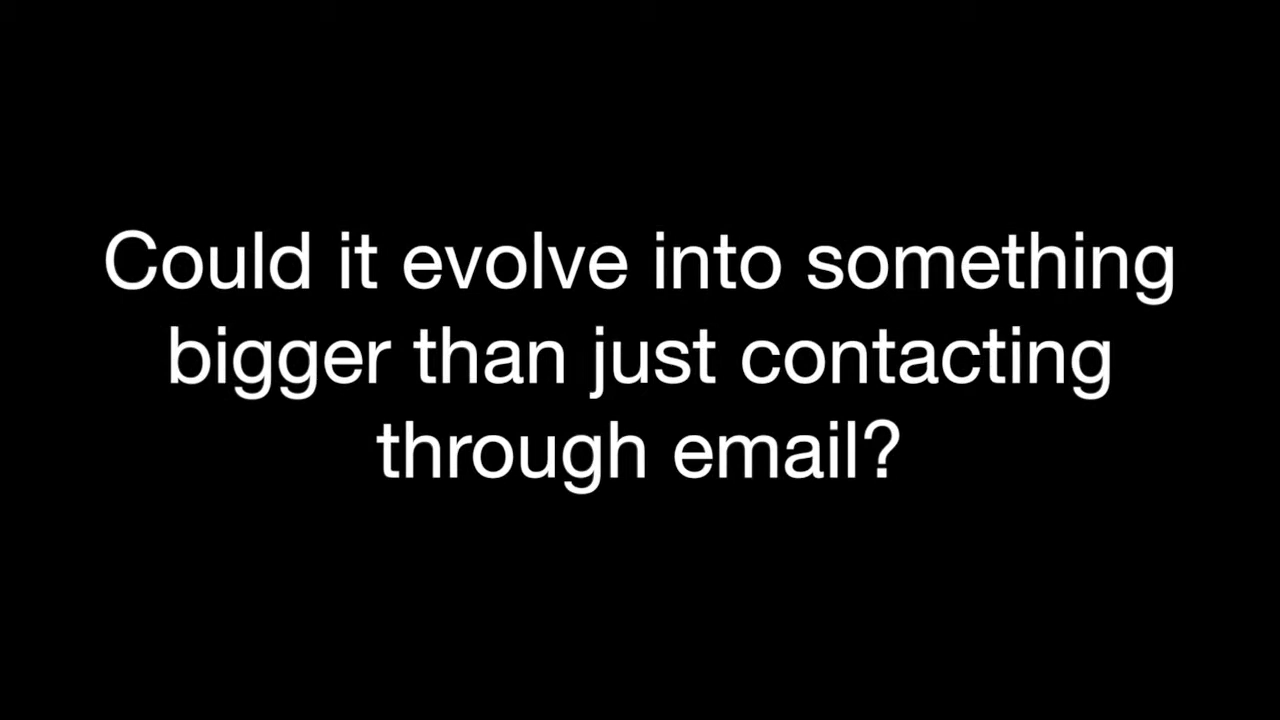 Could it evolve into something
bigger than just contacting
through email?